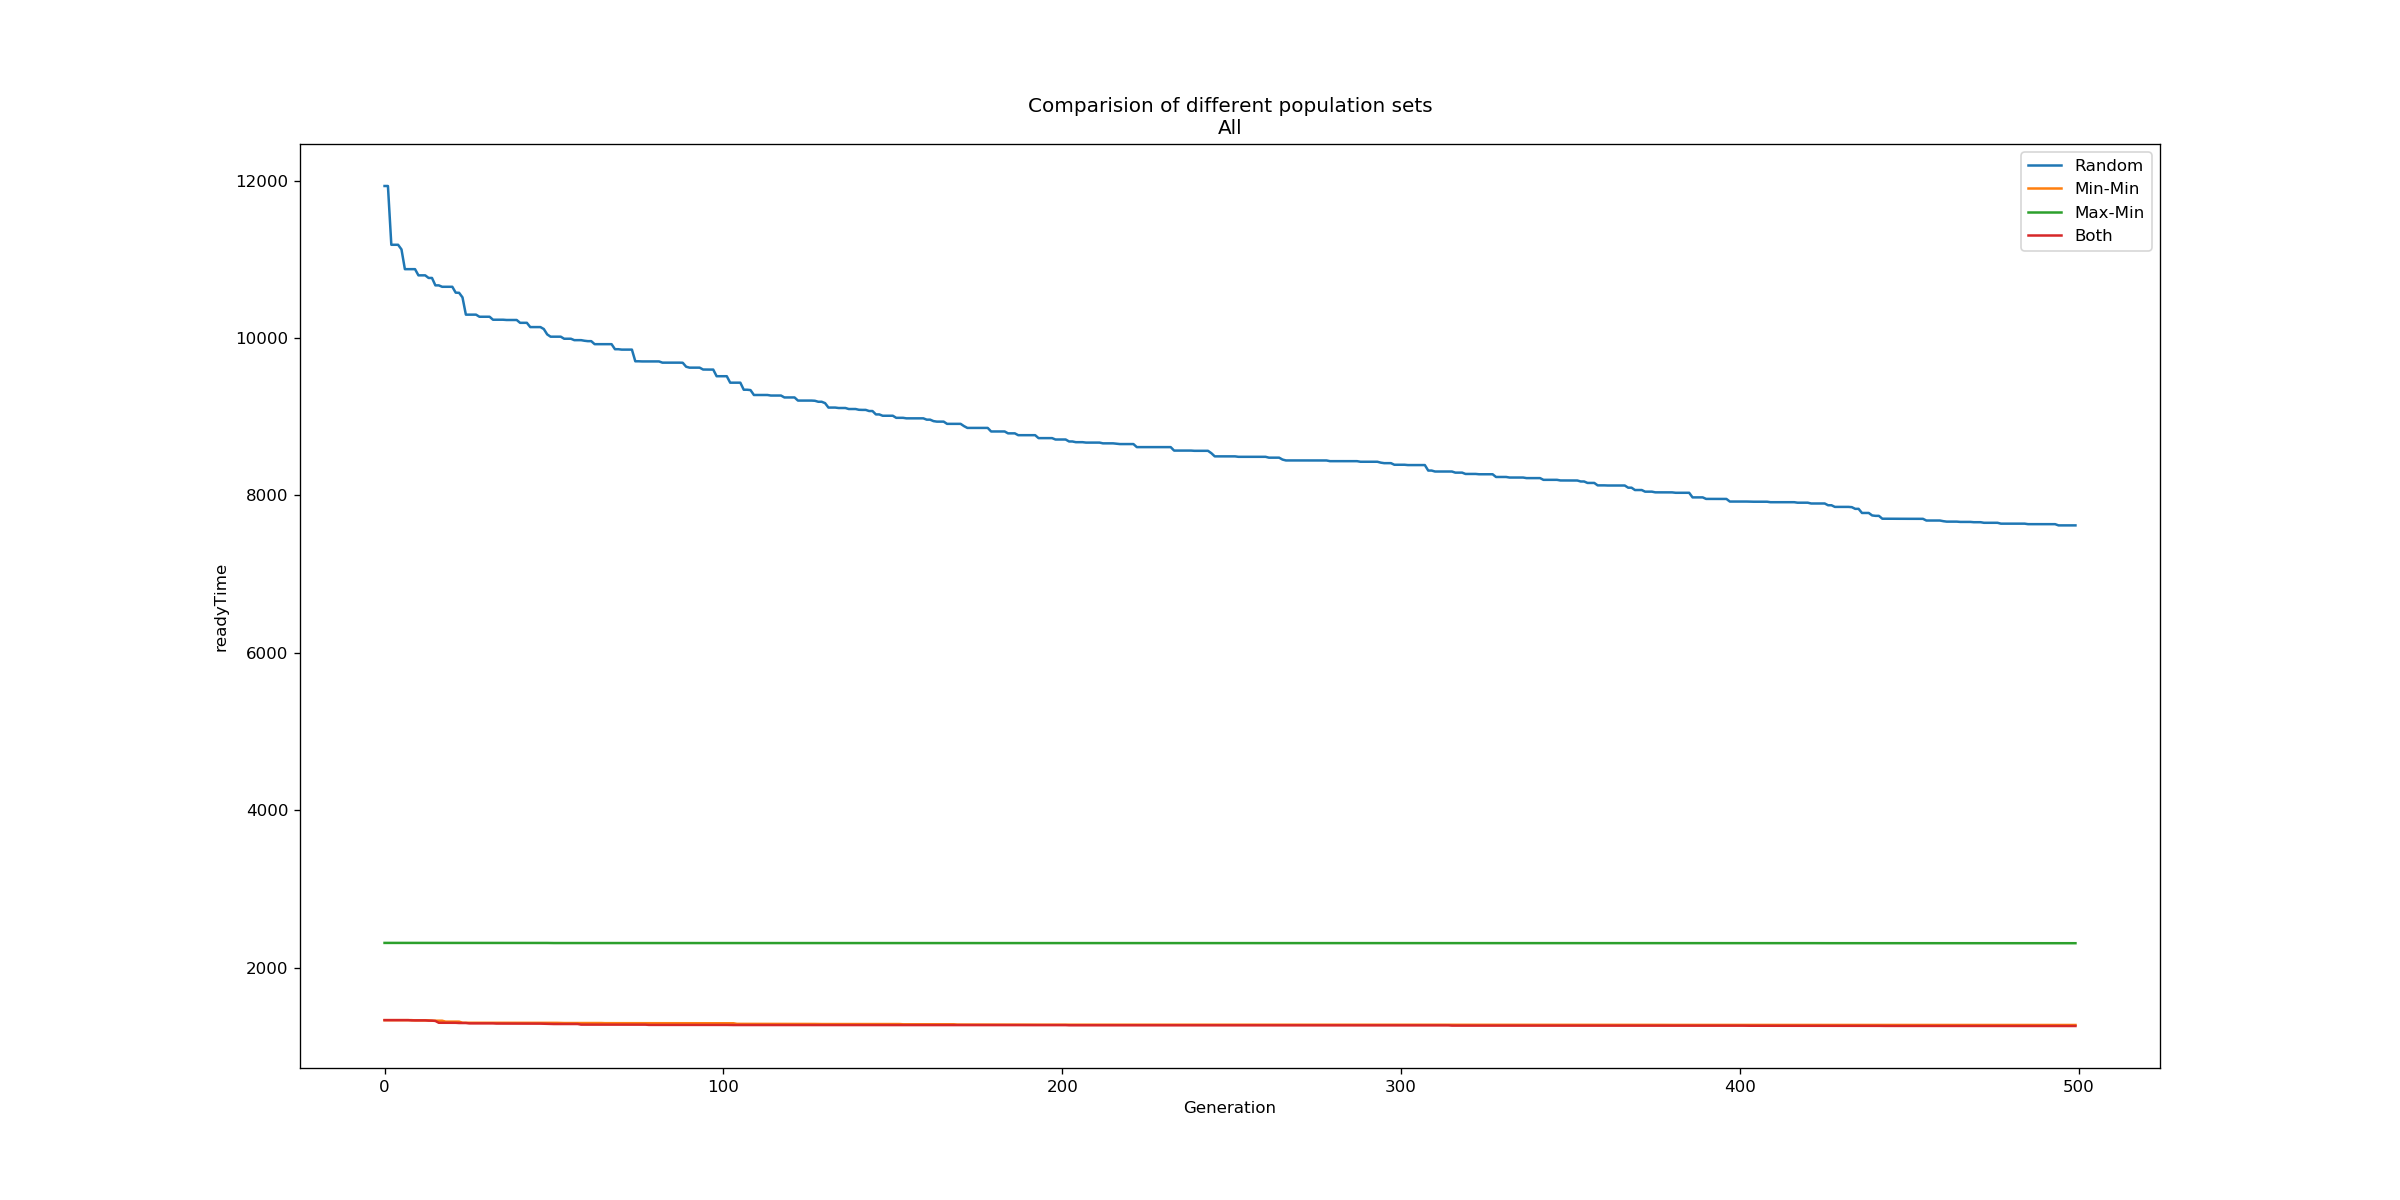 Comparision of different population sets
All
Random
Min-Min
Max-Min
Both
12000
10000
8000
6000
4000
2000
readyTime
0 100 200 300 400 500
Generation